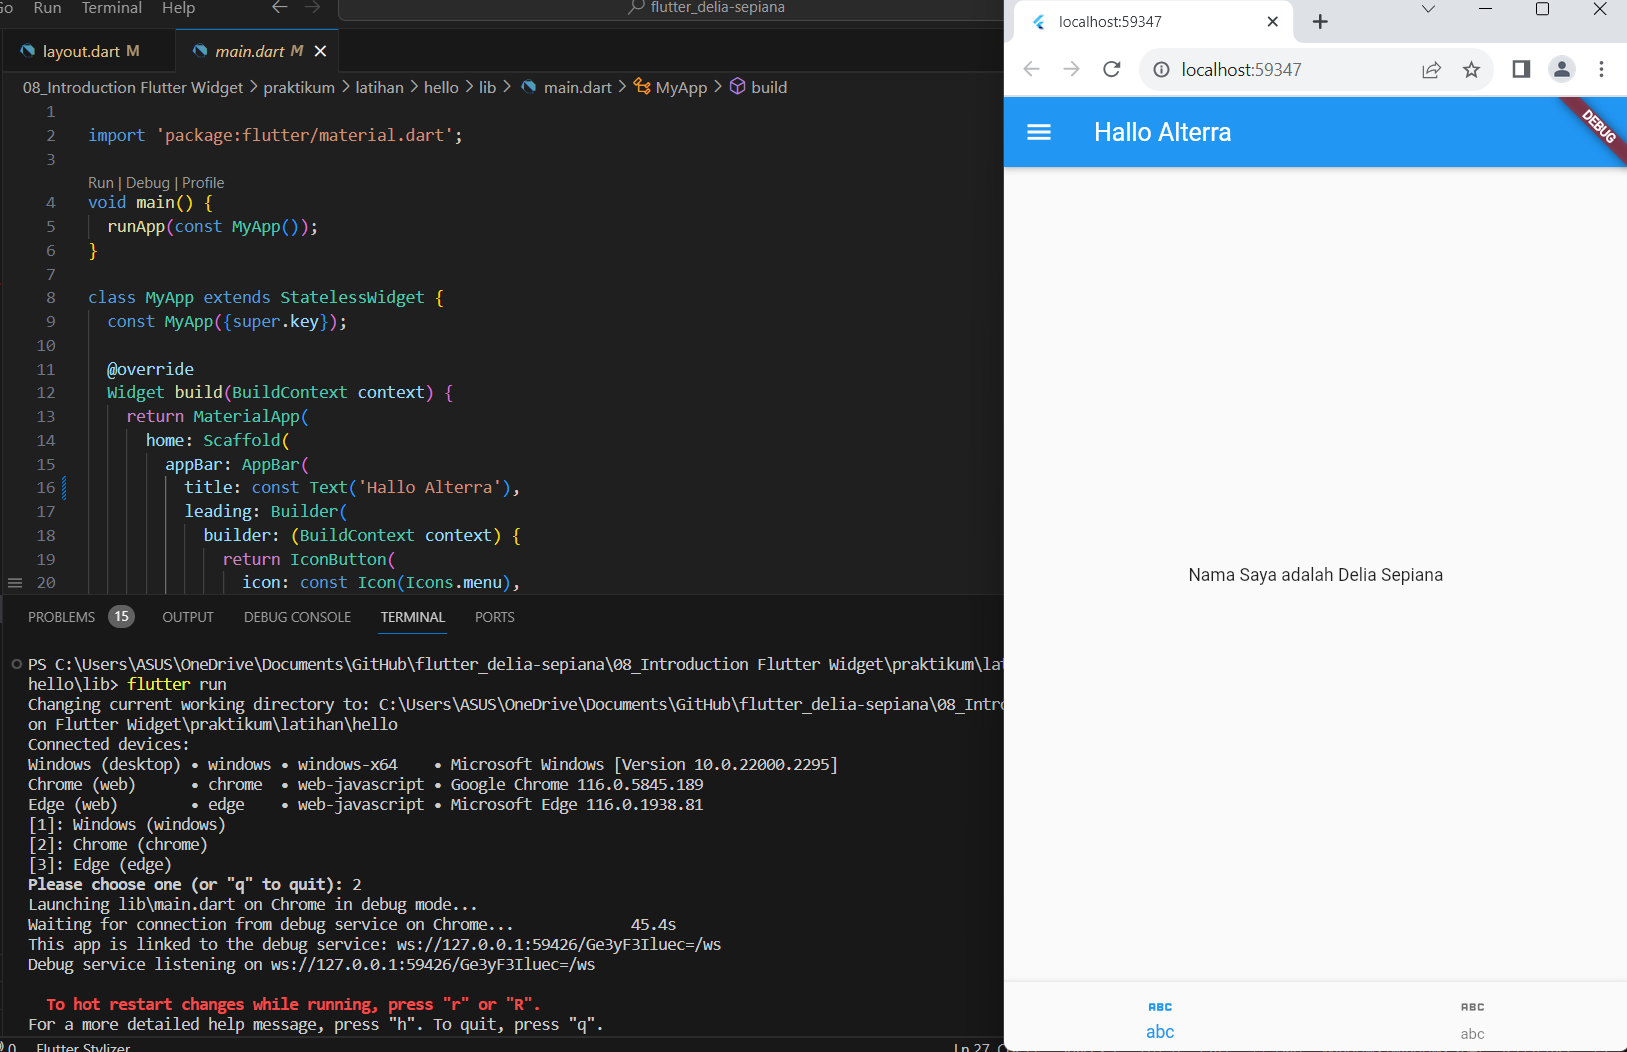 Go Run Terminal Help
flutter_delia-sepiana
layout.dart M
main.dart M
08_Introduction Flutter Widget > praktikum > latihan > hello > lib > main.dart > MyApp > build
1
2 import 'package:flutter/material.dart';
3
Run | Debug | Profile
4 void main() {
5 runApp(const MyApp());
6 }
7
8 class MyApp extends StatelessWidget {
9 const MyApp({super.key});
10
11 @override
12 Widget build(BuildContext context) {
13 return MaterialApp(
14 home: Scaffold(
15 appBar: AppBar(
16 title: const Text('Hallo Alterra'),
17 leading: Builder(
18 builder: (BuildContext context) {
19 return IconButton(
20 icon: const Icon(Icons.menu),
PROBLEMS 15 OUTPUT DEBUG CONSOLE TERMINAL PORTS
PS C:\Users\ASUS\OneDrive\Documents\GitHub\flutter_delia-sepiana\08_Introduction Flutter Widget\praktikum\lat
hello\lib> flutter run
Changing current working directory to: C:\Users\ASUS\OneDrive\Documents\GitHub\flutter_delia-sepiana\08_Intro
on Flutter Widget\praktikum\latihan\hello
Connected devices:
Windows (desktop) • windows • windows-x64 • Microsoft Windows [Version 10.0.22000.2295]
Chrome (web) • chrome • web-javascript • Google Chrome 116.0.5845.189
Edge (web) • edge • web-javascript • Microsoft Edge 116.0.1938.81
[1]: Windows (windows)
[2]: Chrome (chrome)
[3]: Edge (edge)
Please choose one (or "q" to quit): 2
Launching lib\main.dart on Chrome in debug mode...
Waiting for connection from debug service on Chrome... 45.4s
This app is linked to the debug service: ws://127.0.0.1:59426/Ge3yF3Iluec=/ws
Debug service listening on ws://127.0.0.1:59426/Ge3yF3Iluec=/ws
To hot restart changes while running, press "r" or "R".
For a more detailed help message, press "h". To quit, press "q".
0 Flutter Stylizer
Ln 27,
localhost:59347
localhost:59347
Hallo Alterra
DEBUG
Nama Saya adalah Delia Sepiana
ABC
abc
ABC
abc